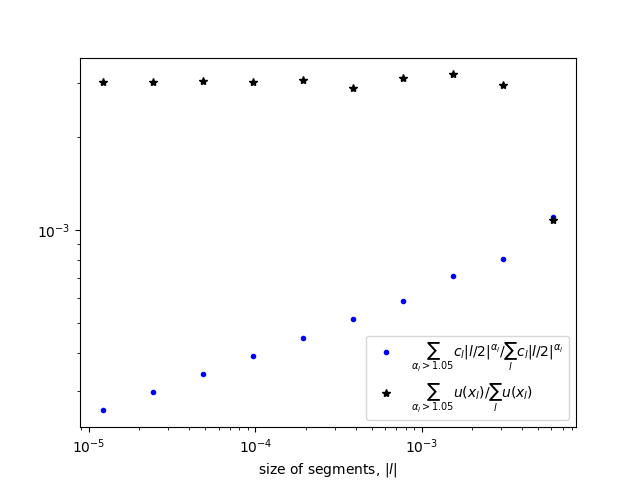 10⁻³
10⁻⁵
10⁻⁴
10⁻³
size of segments, |l|
∑_{α_l>1.05} c_l|l/2|^{α_l}/∑_l c_l|l/2|^{α_l}
∑_{α_l>1.05} u(x_l)/∑_l u(x_l)